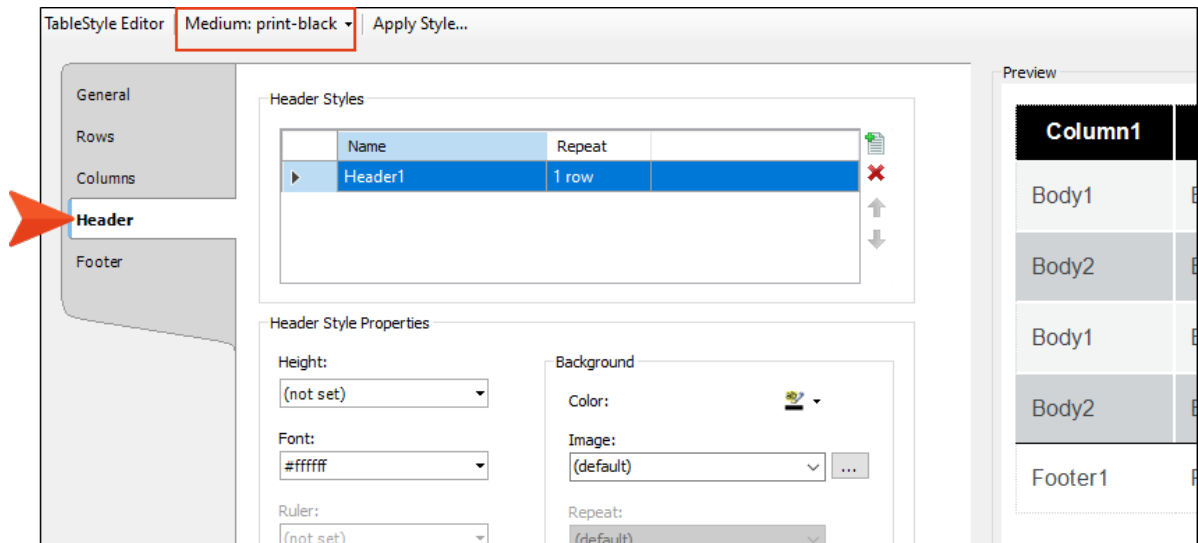 TableStyle Editor Medium: print-black Apply Style...
General
Rows
Columns
Header
Footer
Header Styles
Name Repeat
Header1 1 row
Header Style Properties
Height:
(not set)
Font:
#ffffff
Ruler:
(not set)
Background
Color:
Image:
(default) ...
Repeat:
(default)
Preview
Column1
Body1
Body2
Body1
Body2
Footer1